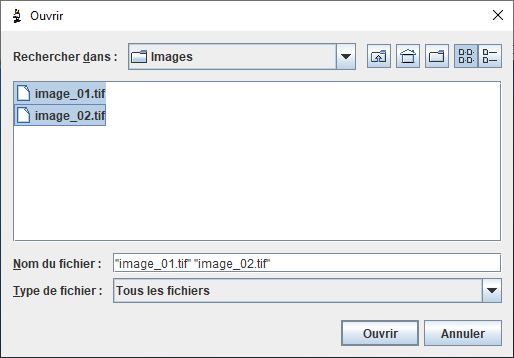 Ouvrir
Rechercher dans : Images
image_01.tif
image_02.tif
Nom du fichier : "image_01.tif" "image_02.tif"
Type de fichier : Tous les fichiers
Ouvrir Annuler